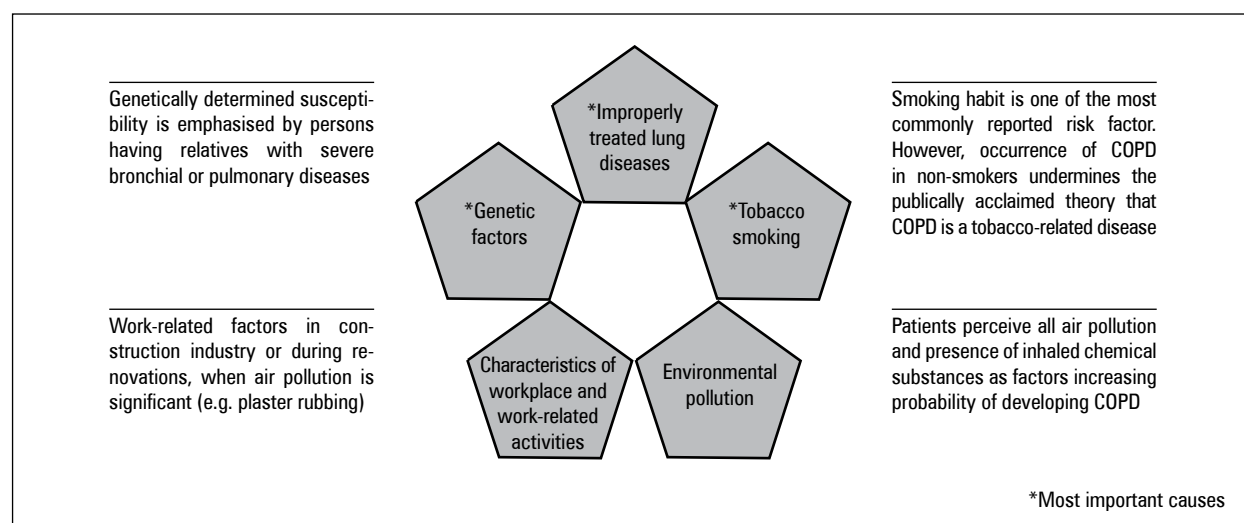 Genetically determined suscepti-
bility is emphasised by persons
having relatives with severe
bronchial or pulmonary diseases
*Improperly
treated lung
diseases
Smoking habit is one of the most
commonly reported risk factor.
However, occurrence of COPD
in non-smokers undermines the
publically acclaimed theory that
COPD is a tobacco-related disease
*Genetic
factors
*Tobacco
smoking
Work-related factors in con-
struction industry or during re-
novations, when air pollution is
significant (e.g. plaster rubbing)
Characteristics of
workplace and
work-related
activities
Environmental
pollution
Patients perceive all air pollution
and presence of inhaled chemical
substances as factors increasing
probability of developing COPD
*Most important causes